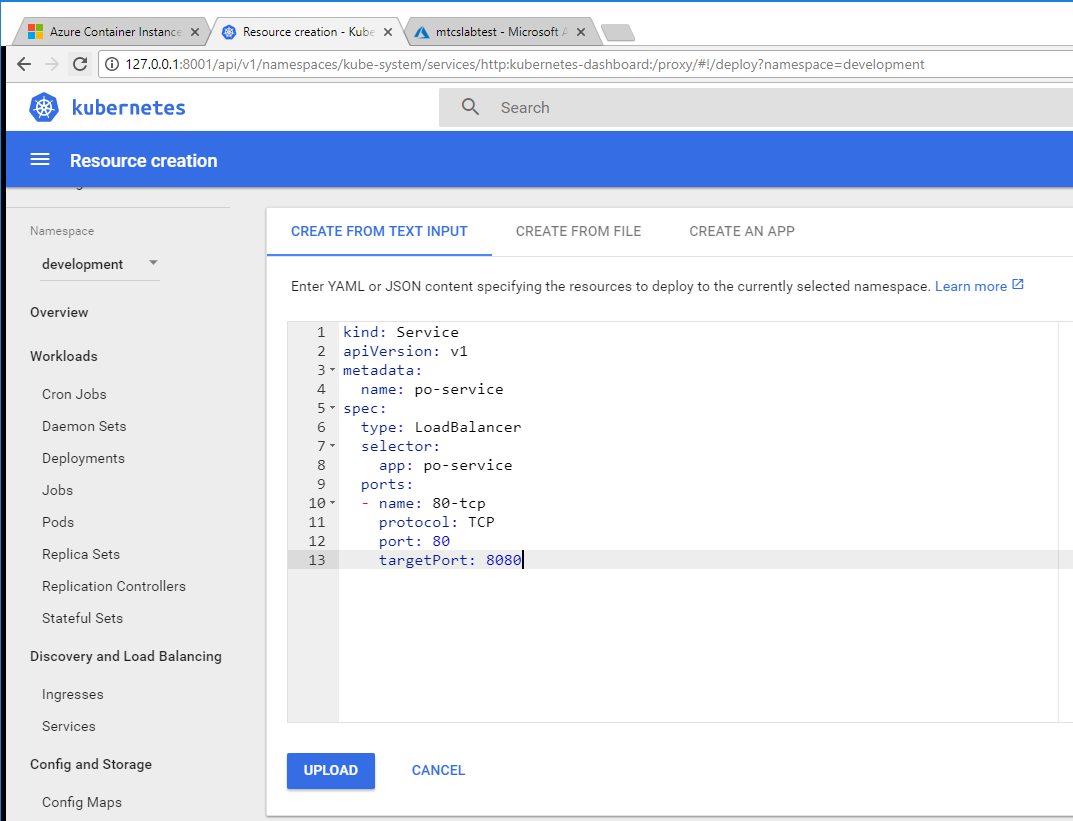 Azure Container Instance
Resource creation - Kube
mtcslabtest - Microsoft A
127.0.0.1:8001/api/v1/namespaces/kube-system/services/http:kubernetes-dashboard:/proxy/#!/deploy?namespace=development
kubernetes
Search
Resource creation
Namespace
development
Overview
Workloads
Cron Jobs
Daemon Sets
Deployments
Jobs
Pods
Replica Sets
Replication Controllers
Stateful Sets
Discovery and Load Balancing
Ingresses
Services
Config and Storage
Config Maps
CREATE FROM TEXT INPUT
CREATE FROM FILE
CREATE AN APP
Enter YAML or JSON content specifying the resources to deploy to the currently selected namespace. Learn more
1 kind: Service
2 apiVersion: v1
3 metadata:
4   name: po-service
5 spec:
6   type: LoadBalancer
7   selector:
8     app: po-service
9   ports:
10   - name: 80-tcp
11     protocol: TCP
12     port: 80
13     targetPort: 8080
UPLOAD
CANCEL